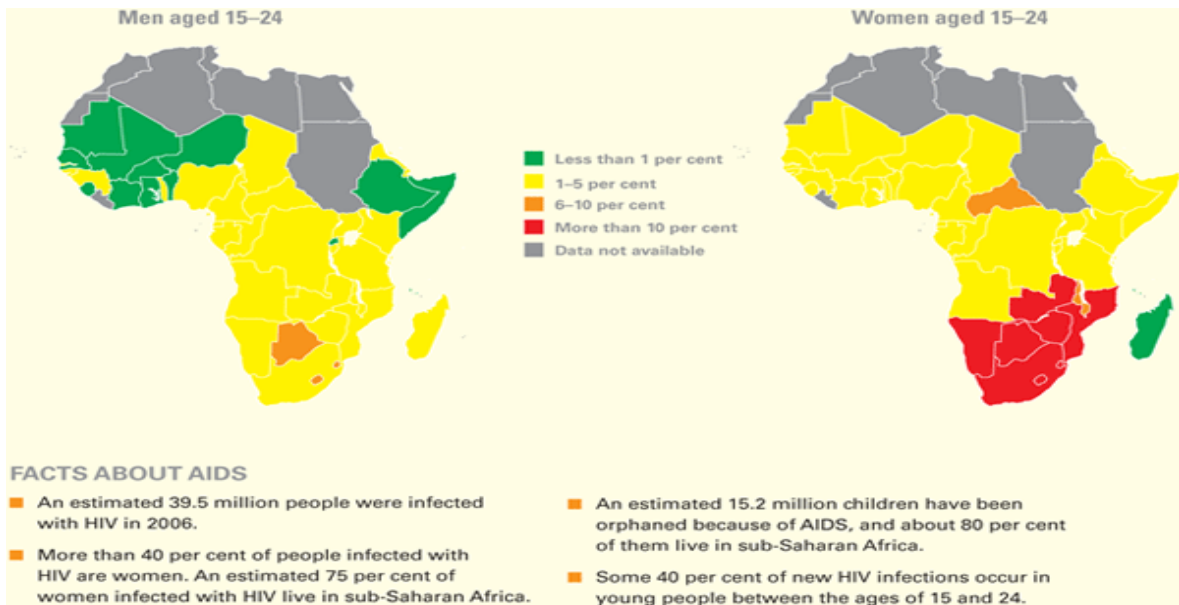 Men aged 15–24
Women aged 15–24
Less than 1 per cent
1–5 per cent
6–10 per cent
More than 10 per cent
Data not available
FACTS ABOUT AIDS
An estimated 39.5 million people were infected
with HIV in 2006.
More than 40 per cent of people infected with
HIV are women. An estimated 75 per cent of
women infected with HIV live in sub-Saharan Africa.
An estimated 15.2 million children have been
orphaned because of AIDS, and about 80 per cent
of them live in sub-Saharan Africa.
Some 40 per cent of new HIV infections occur in
young people between the ages of 15 and 24.